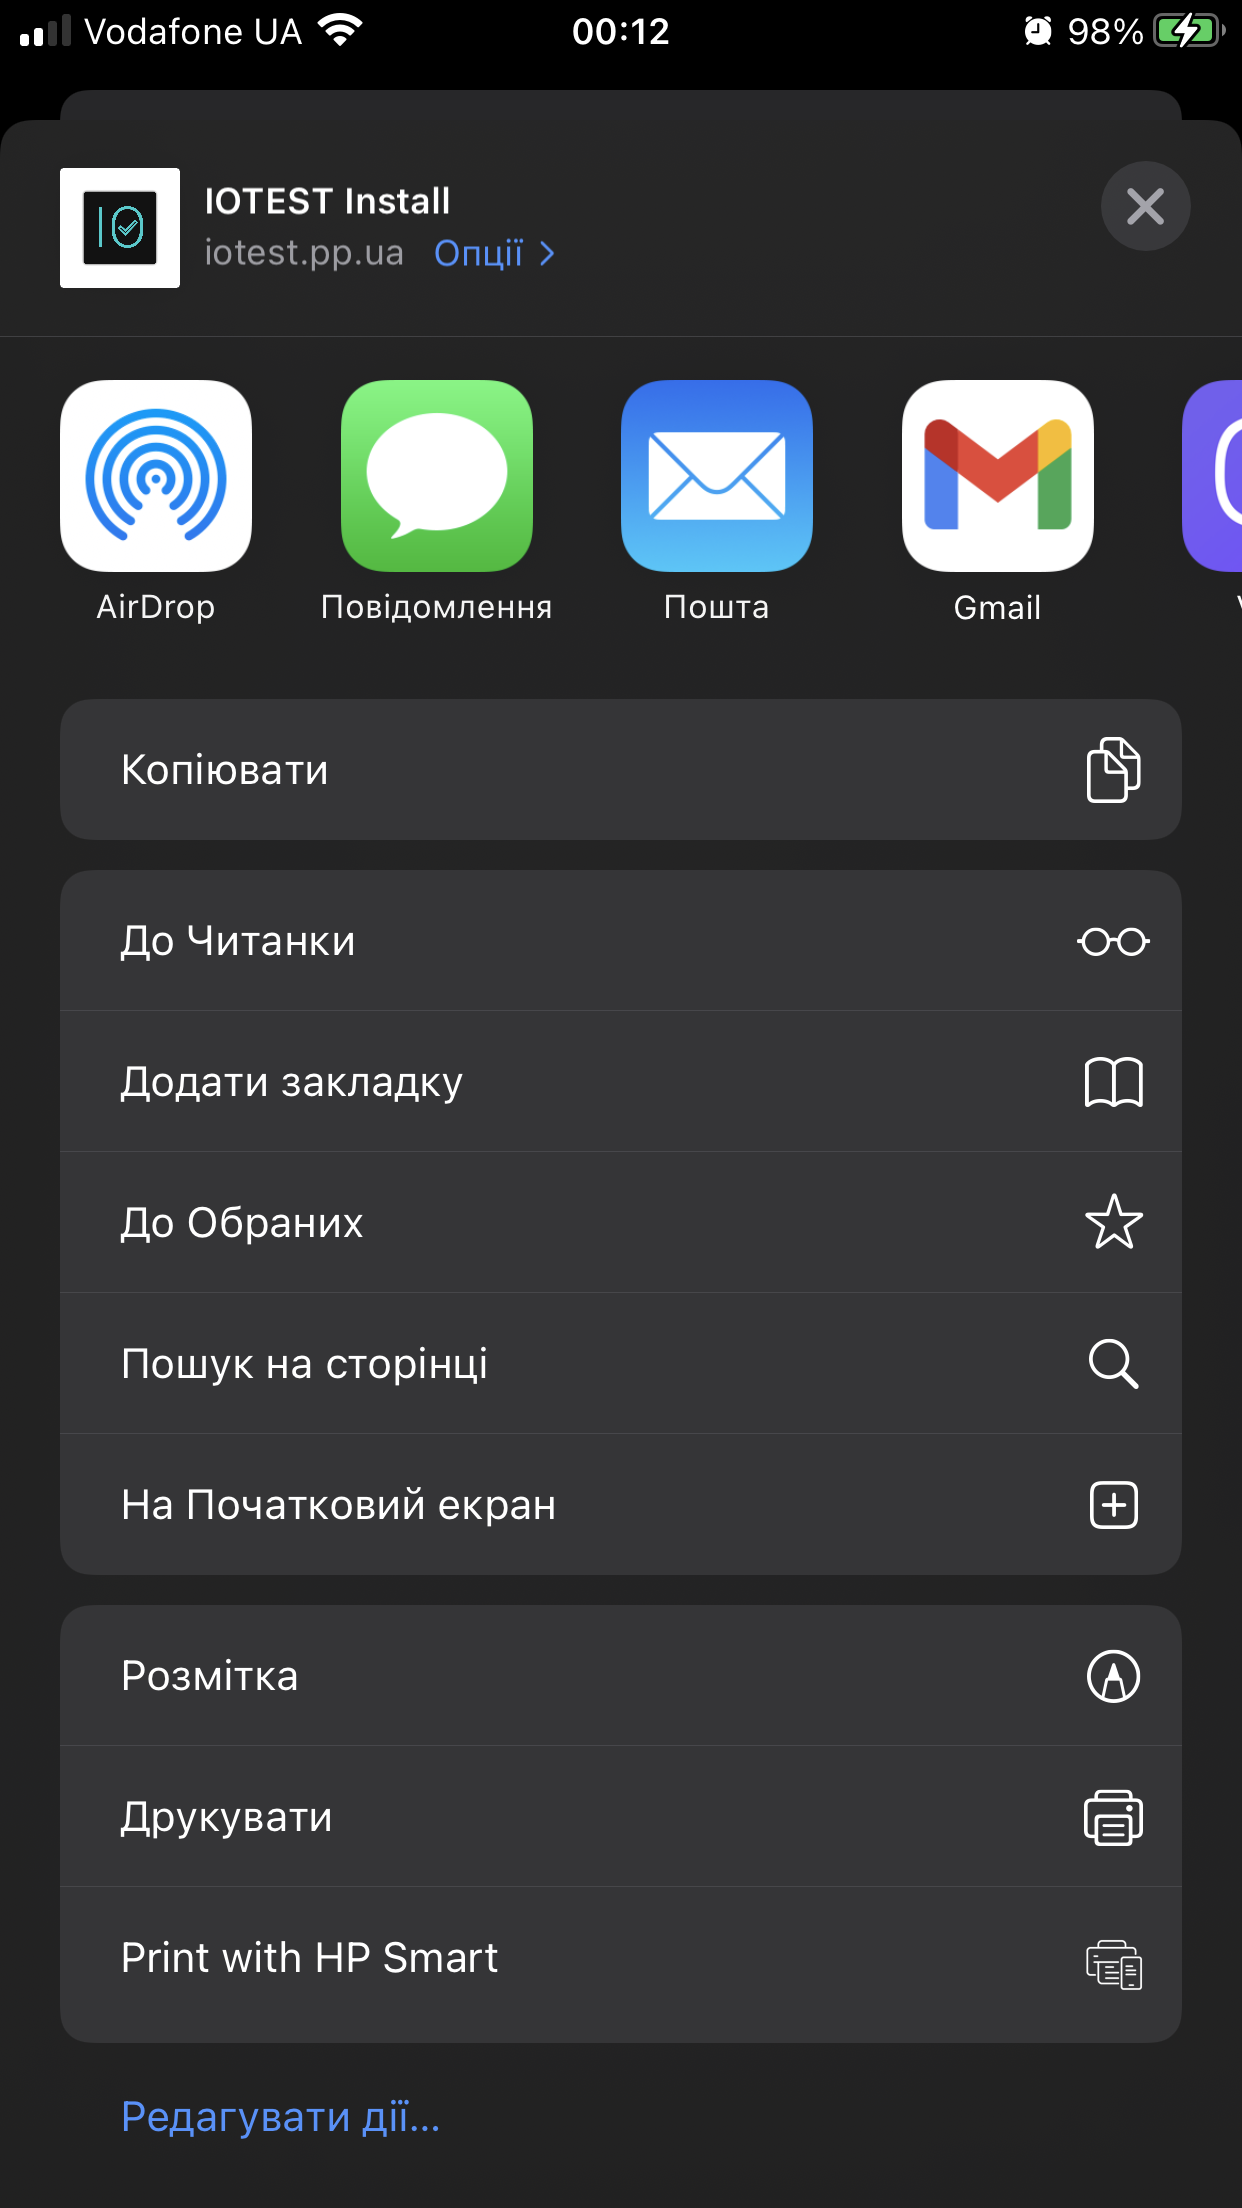 Vodafone UA 00:12 98%
IOTEST Install
iotest.pp.ua Опції
AirDrop Повідомлення Пошта Gmail
Копіювати
До Читанки
Додати закладку
До Обраних
Пошук на сторінці
На Початковий екран
Розмітка
Друкувати
Print with HP Smart
Редагувати дії...